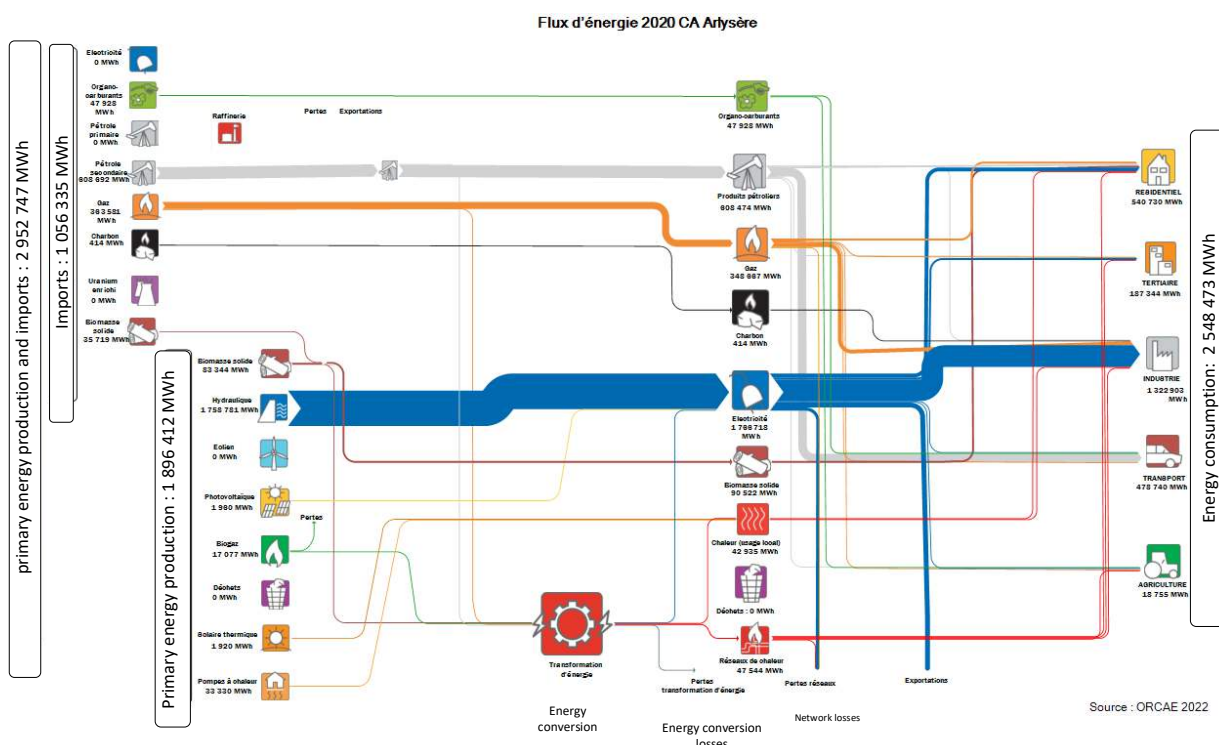 Flux d'énergie 2020 CA Arlysère
primary energy production and imports : 2 952 747 MWh
Imports : 1 056 335 MWh
Electricité
0 MWh
Organo-
carburants
47 928
MWh
Pétrole
primaire
0 MWh
Pétrole
secondaire
608 692 MWh
Gaz
363 581
MWh
Charbon
414 MWh
Uranium
enrichi
0 MWh
Biomasse
solide
35 719 MWh
Raffinerie
Pertes
Exportations
Primary energy production : 1 896 412 MWh
Biomasse solide
83 344 MWh
Hydraulique
1 758 781 MWh
Eolien
0 MWh
Photovoltaïque
1 960 MWh
Pertes
Biogaz
17 077 MWh
Déchets
0 MWh
Solaire thermique
1 920 MWh
Pompes à chaleur
33 330 MWh
Transformation
d'énergie
Energy
conversion
Organo-carburants
47 928 MWh
Produits pétroliers
608 474 MWh
Gaz
348 667 MWh
Charbon
414 MWh
Electricité
1 766 718
MWh
Biomasse solide
90 522 MWh
Chaleur (usage local)
42 935 MWh
Déchets : 0 MWh
Réseaux de chaleur
47 544 MWh
Pertes
transformation d'énergie
Energy conversion
losses
Pertes réseaux
Network losses
Exportations
RESIDENTIEL
540 730 MWh
TERTIAIRE
187 344 MWh
INDUSTRIE
1 322 903
MWh
TRANSPORT
478 740 MWh
AGRICULTURE
18 755 MWh
Energy consumption: 2 548 473 MWh
Source : ORCAE 2022